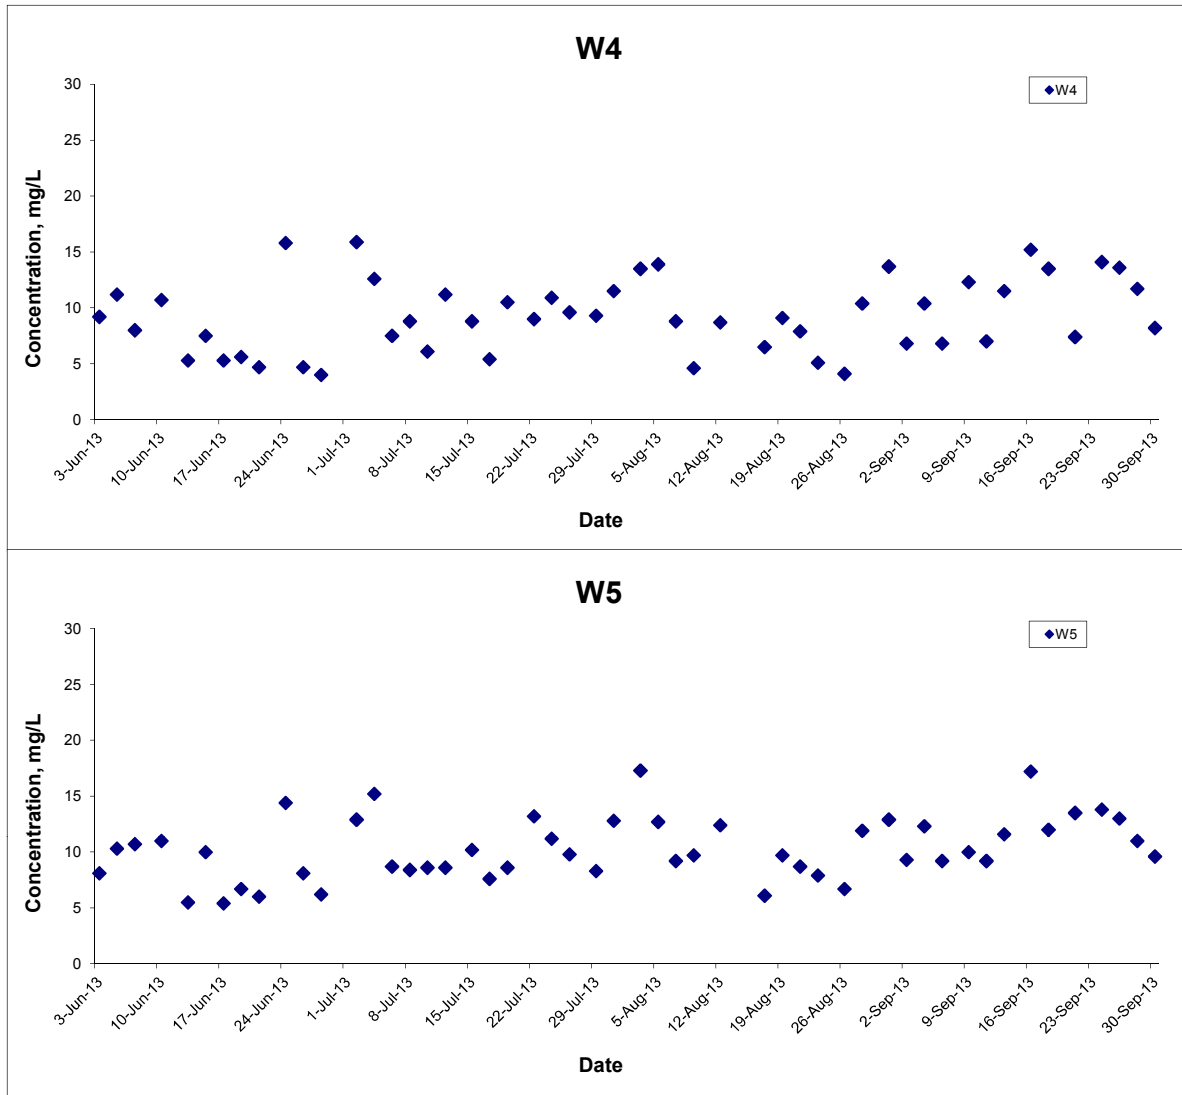 W4
W4
30
25
20
15
10
5
0
Concentration, mg/L
3-Jun-13
10-Jun-13
17-Jun-13
24-Jun-13
1-Jul-13
8-Jul-13
15-Jul-13
22-Jul-13
29-Jul-13
5-Aug-13
12-Aug-13
19-Aug-13
26-Aug-13
2-Sep-13
9-Sep-13
16-Sep-13
23-Sep-13
30-Sep-13
Date
W5
W5
30
25
20
15
10
5
0
Concentration, mg/L
3-Jun-13
10-Jun-13
17-Jun-13
24-Jun-13
1-Jul-13
8-Jul-13
15-Jul-13
22-Jul-13
29-Jul-13
5-Aug-13
12-Aug-13
19-Aug-13
26-Aug-13
2-Sep-13
9-Sep-13
16-Sep-13
23-Sep-13
30-Sep-13
Date